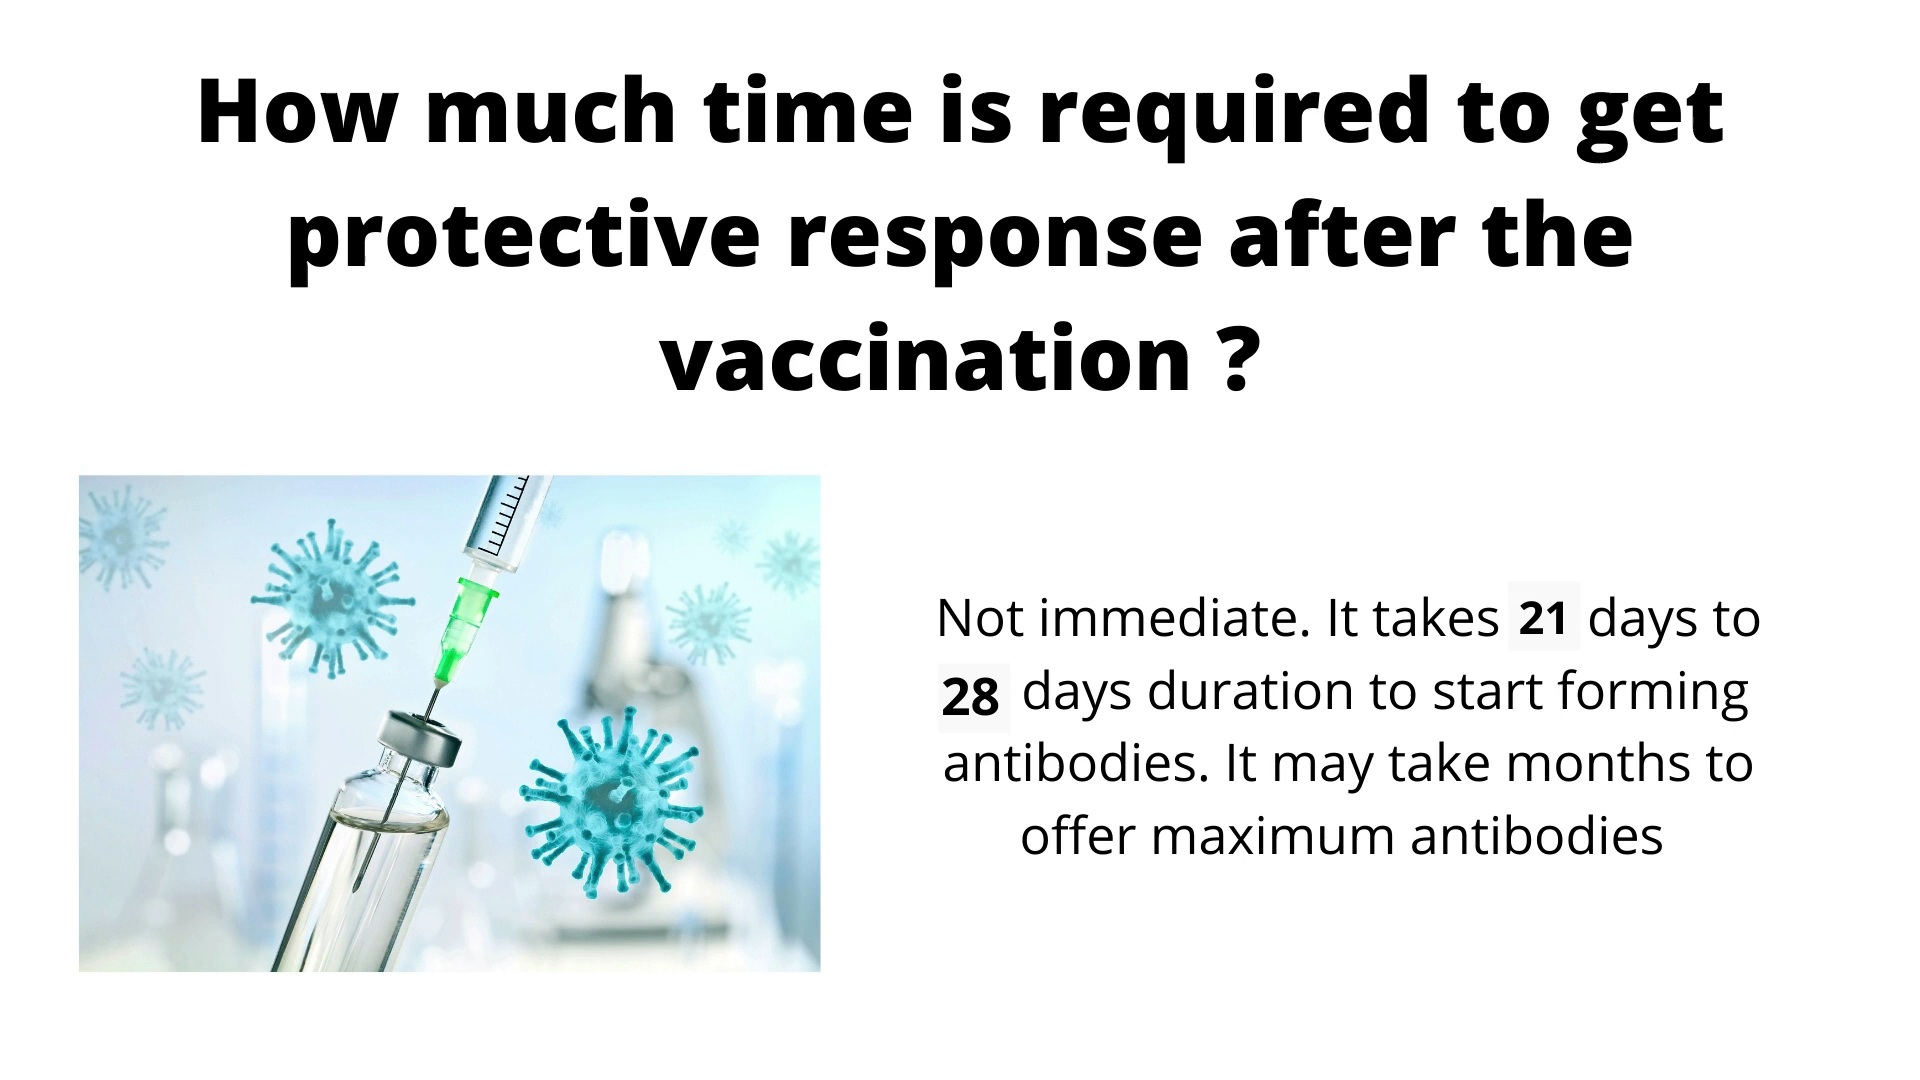 How much time is required to get
protective response after the
vaccination ?
Not immediate. It takes 21 days to
28 days duration to start forming
antibodies. It may take months to
offer maximum antibodies